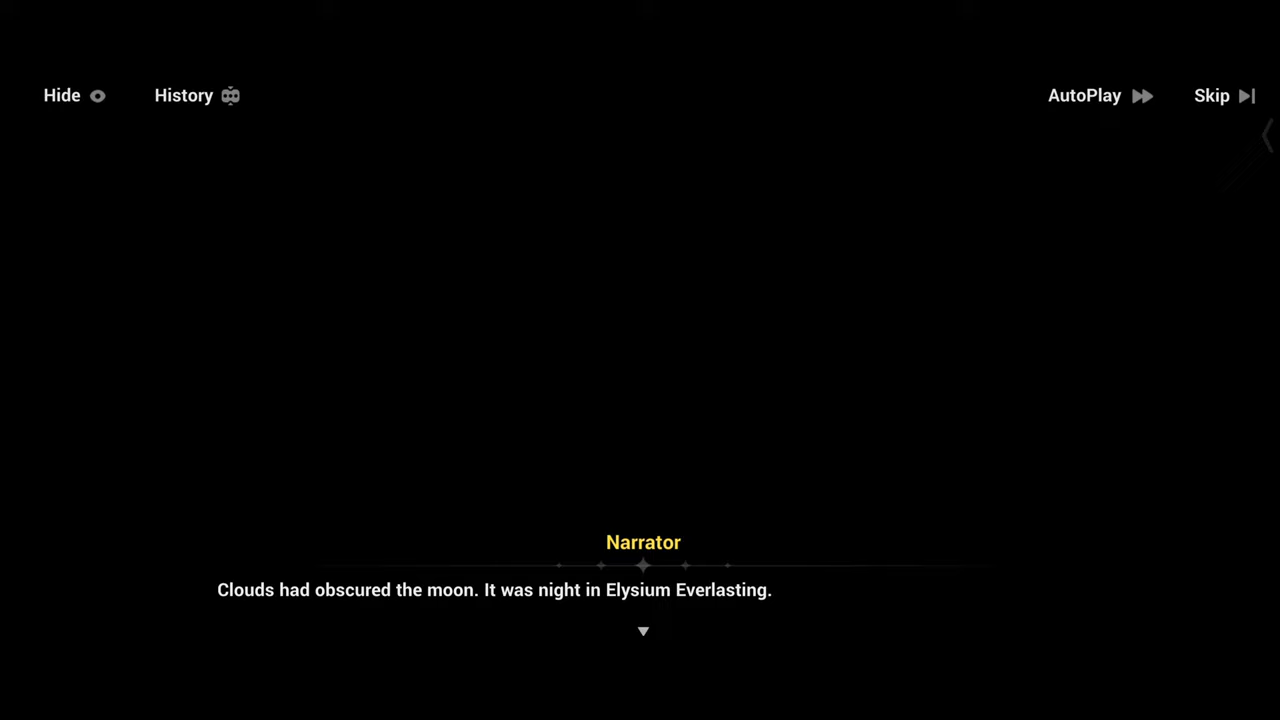 Hide
History
AutoPlay
Skip
Narrator
Clouds had obscured the moon. It was night in Elysium Everlasting.